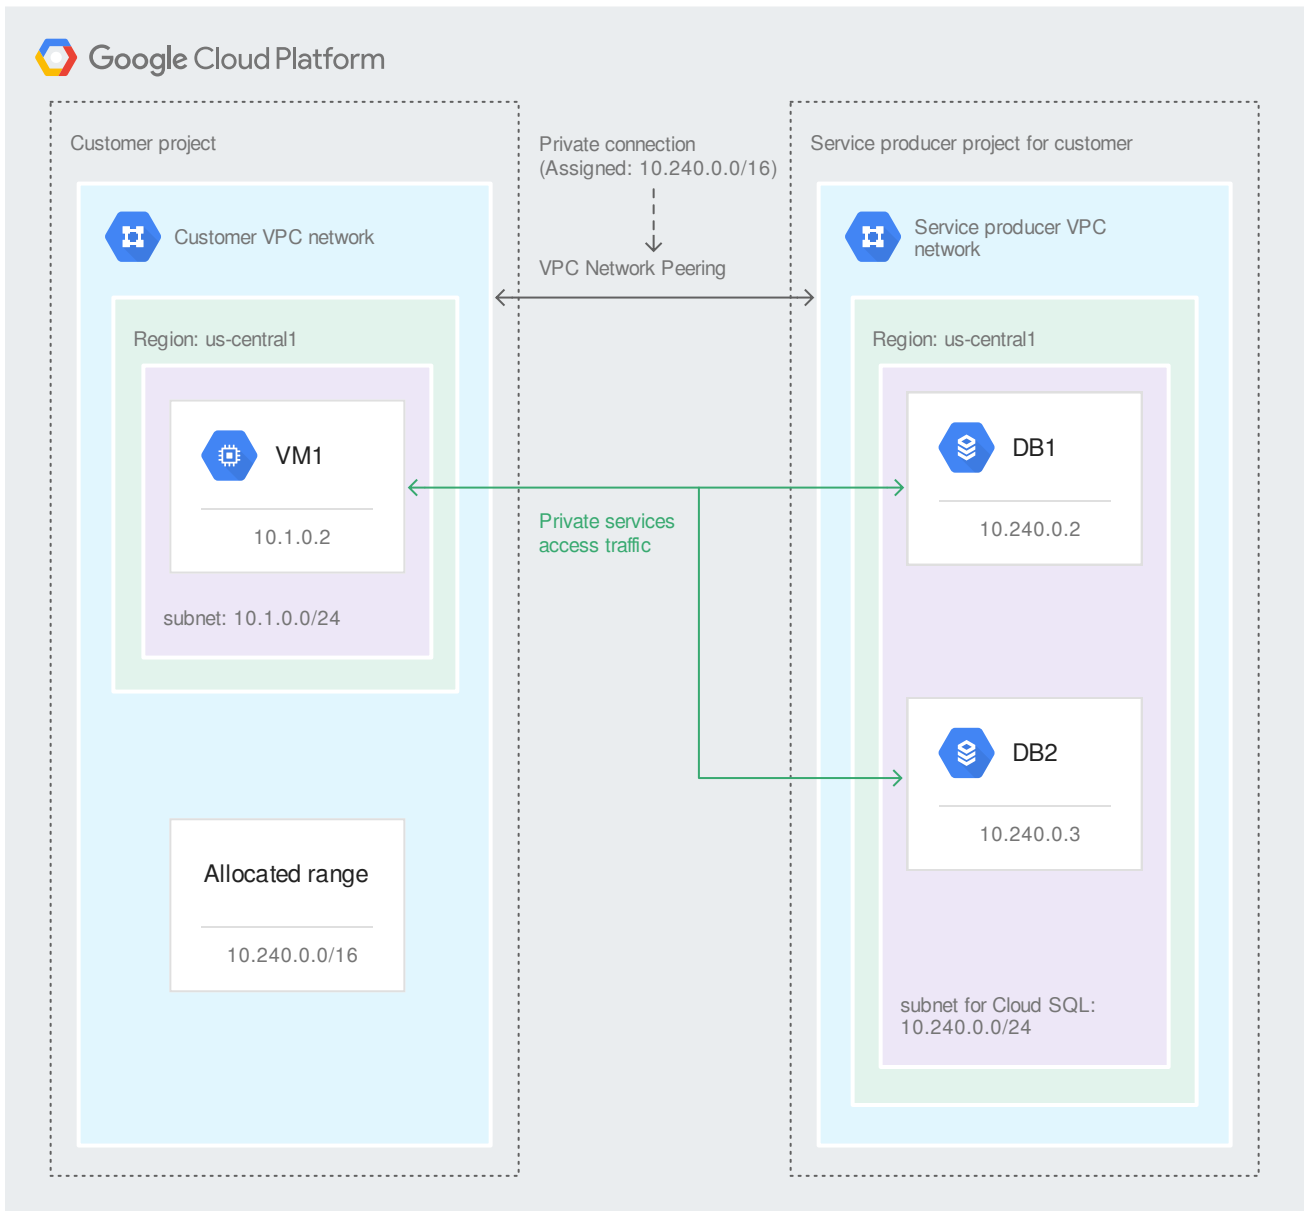 Google Cloud Platform
Customer project
Private connection
(Assigned: 10.240.0.0/16)
Service producer project for customer
Customer VPC network
VPC Network Peering
Service producer VPC
network
Region: us-central1
Region: us-central1
VM1
10.1.0.2
subnet: 10.1.0.0/24
Private services
access traffic
DB1
10.240.0.2
DB2
10.240.0.3
Allocated range
10.240.0.0/16
subnet for Cloud SQL:
10.240.0.0/24